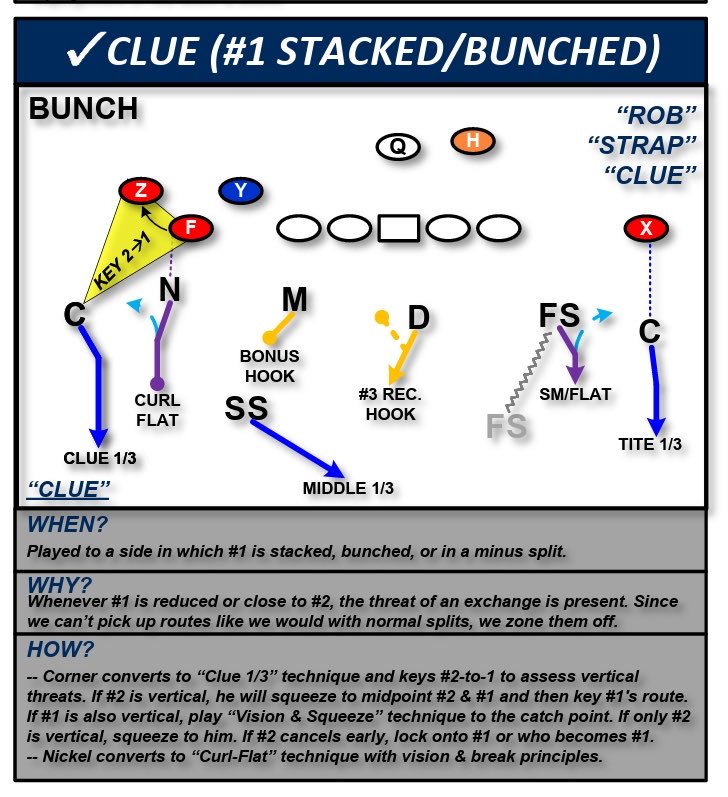 ✓CLUE (#1 STACKED/BUNCHED)
BUNCH
“ROB”
“STRAP”
“CLUE”
Q
H
Z
Y
F
X
KEY 2→1
C
N
M
D
FS
C
BONUS
HOOK
#3 REC.
HOOK
SM/FLAT
CURL
FLAT
SS
FS
TITE 1/3
CLUE 1/3
MIDDLE 1/3
“CLUE”
WHEN?
Played to a side in which #1 is stacked, bunched, or in a minus split.
WHY?
Whenever #1 is reduced or close to #2, the threat of an exchange is present. Since
we can’t pick up routes like we would with normal splits, we zone them off.
HOW?
-- Corner converts to “Clue 1/3” technique and keys #2-to-1 to assess vertical
threats. If #2 is vertical, he will squeeze to midpoint #2 & #1 and then key #1's route.
If #1 is also vertical, play “Vision & Squeeze” technique to the catch point. If only #2
is vertical, squeeze to him. If #2 cancels early, lock onto #1 or who becomes #1.
-- Nickel converts to “Curl-Flat” technique with vision & break principles.